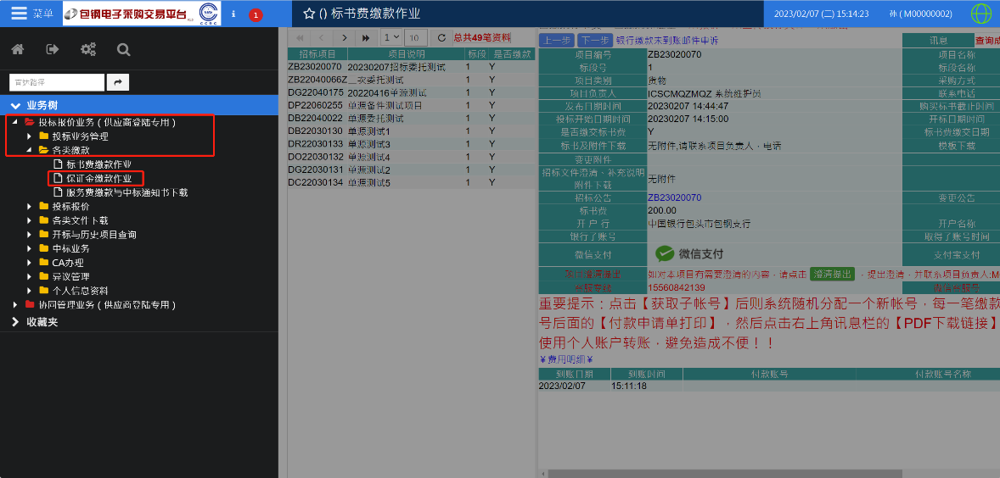 菜单
包钢电子采购交易平台
i
1
() 标书费缴款作业
2023/02/07 (二) 15:14:23
孙 ( M00000002)
直达路径
业务树
投标报价业务 ( 供应商登陆专用 )
投标业务管理
各类缴款
标书费缴款作业
保证金缴款作业
服务费缴款与中标通知书下载
投标报价
各类文件下载
开标与历史项目查询
中标业务
CA办理
异议管理
个人信息资料
协同管理业务 ( 供应商登陆专用 )
收藏夹
1 10 总共49笔资料
招标项目 项目说明 标段 是否缴款
ZB23020070 20230207招标委托测试 1 Y
ZB22040066Z 二次委托测试 1 Y
DG22040175 20220416单源测试 1 Y
DP22060255 单源备件测试项目 1 Y
DB22040022 单源委托测试 1 Y
DB22030130 单源测试1 1 Y
DD22030132 单源测试3 1 Y
DO22030133 单源测试4 1 Y
DG22030131 单源测试2 1 Y
DC22030134 单源测试5 1 Y
上一步 下一步 银行缴款未到账邮件申诉 讯息 查询成
项目编号 ZB23020070 项目名称
标段号 1 标段名称
项目类别 货物 采购方式
项目负责人 ICSCMQZMQZ 系统维护员 联系电话
发布日期时间 20230207 14:44:47 购买标书截止时间
投标开始日期时间 20230207 14:15:00 开标日期时间
是否缴交标书费 Y 标书费缴交日期
标书及附件下载 无附件,请联系项目负责人，电话 模板下载
变更附件
招标文件澄清、补充说明
附件下载 无附件
招标公告 ZB23020070 变更公告
标书费 200.00
开 户 行 中国银行包头市包钢支行 开户名称
银行子账号 取得子账号时间
微信支付 微信支付 支付宝支付
项目澄清提出 如对本项目有需要澄清的内容，请点击 澄清提出 ，提出澄清，并联系项目负责人:M
客服专线 15560842139 微信客服号
重要提示：点击【获取子帐号】后则系统随机分配一个新帐号，每一笔缴款
号后面的【付款申请单打印】，然后点击右上角讯息栏的【PDF下载链接】
使用个人账户转账，避免造成不便！！
￥费用明细￥
到账日期 到账时间 付款账号 付款账号名称
2023/02/07 15:11:18